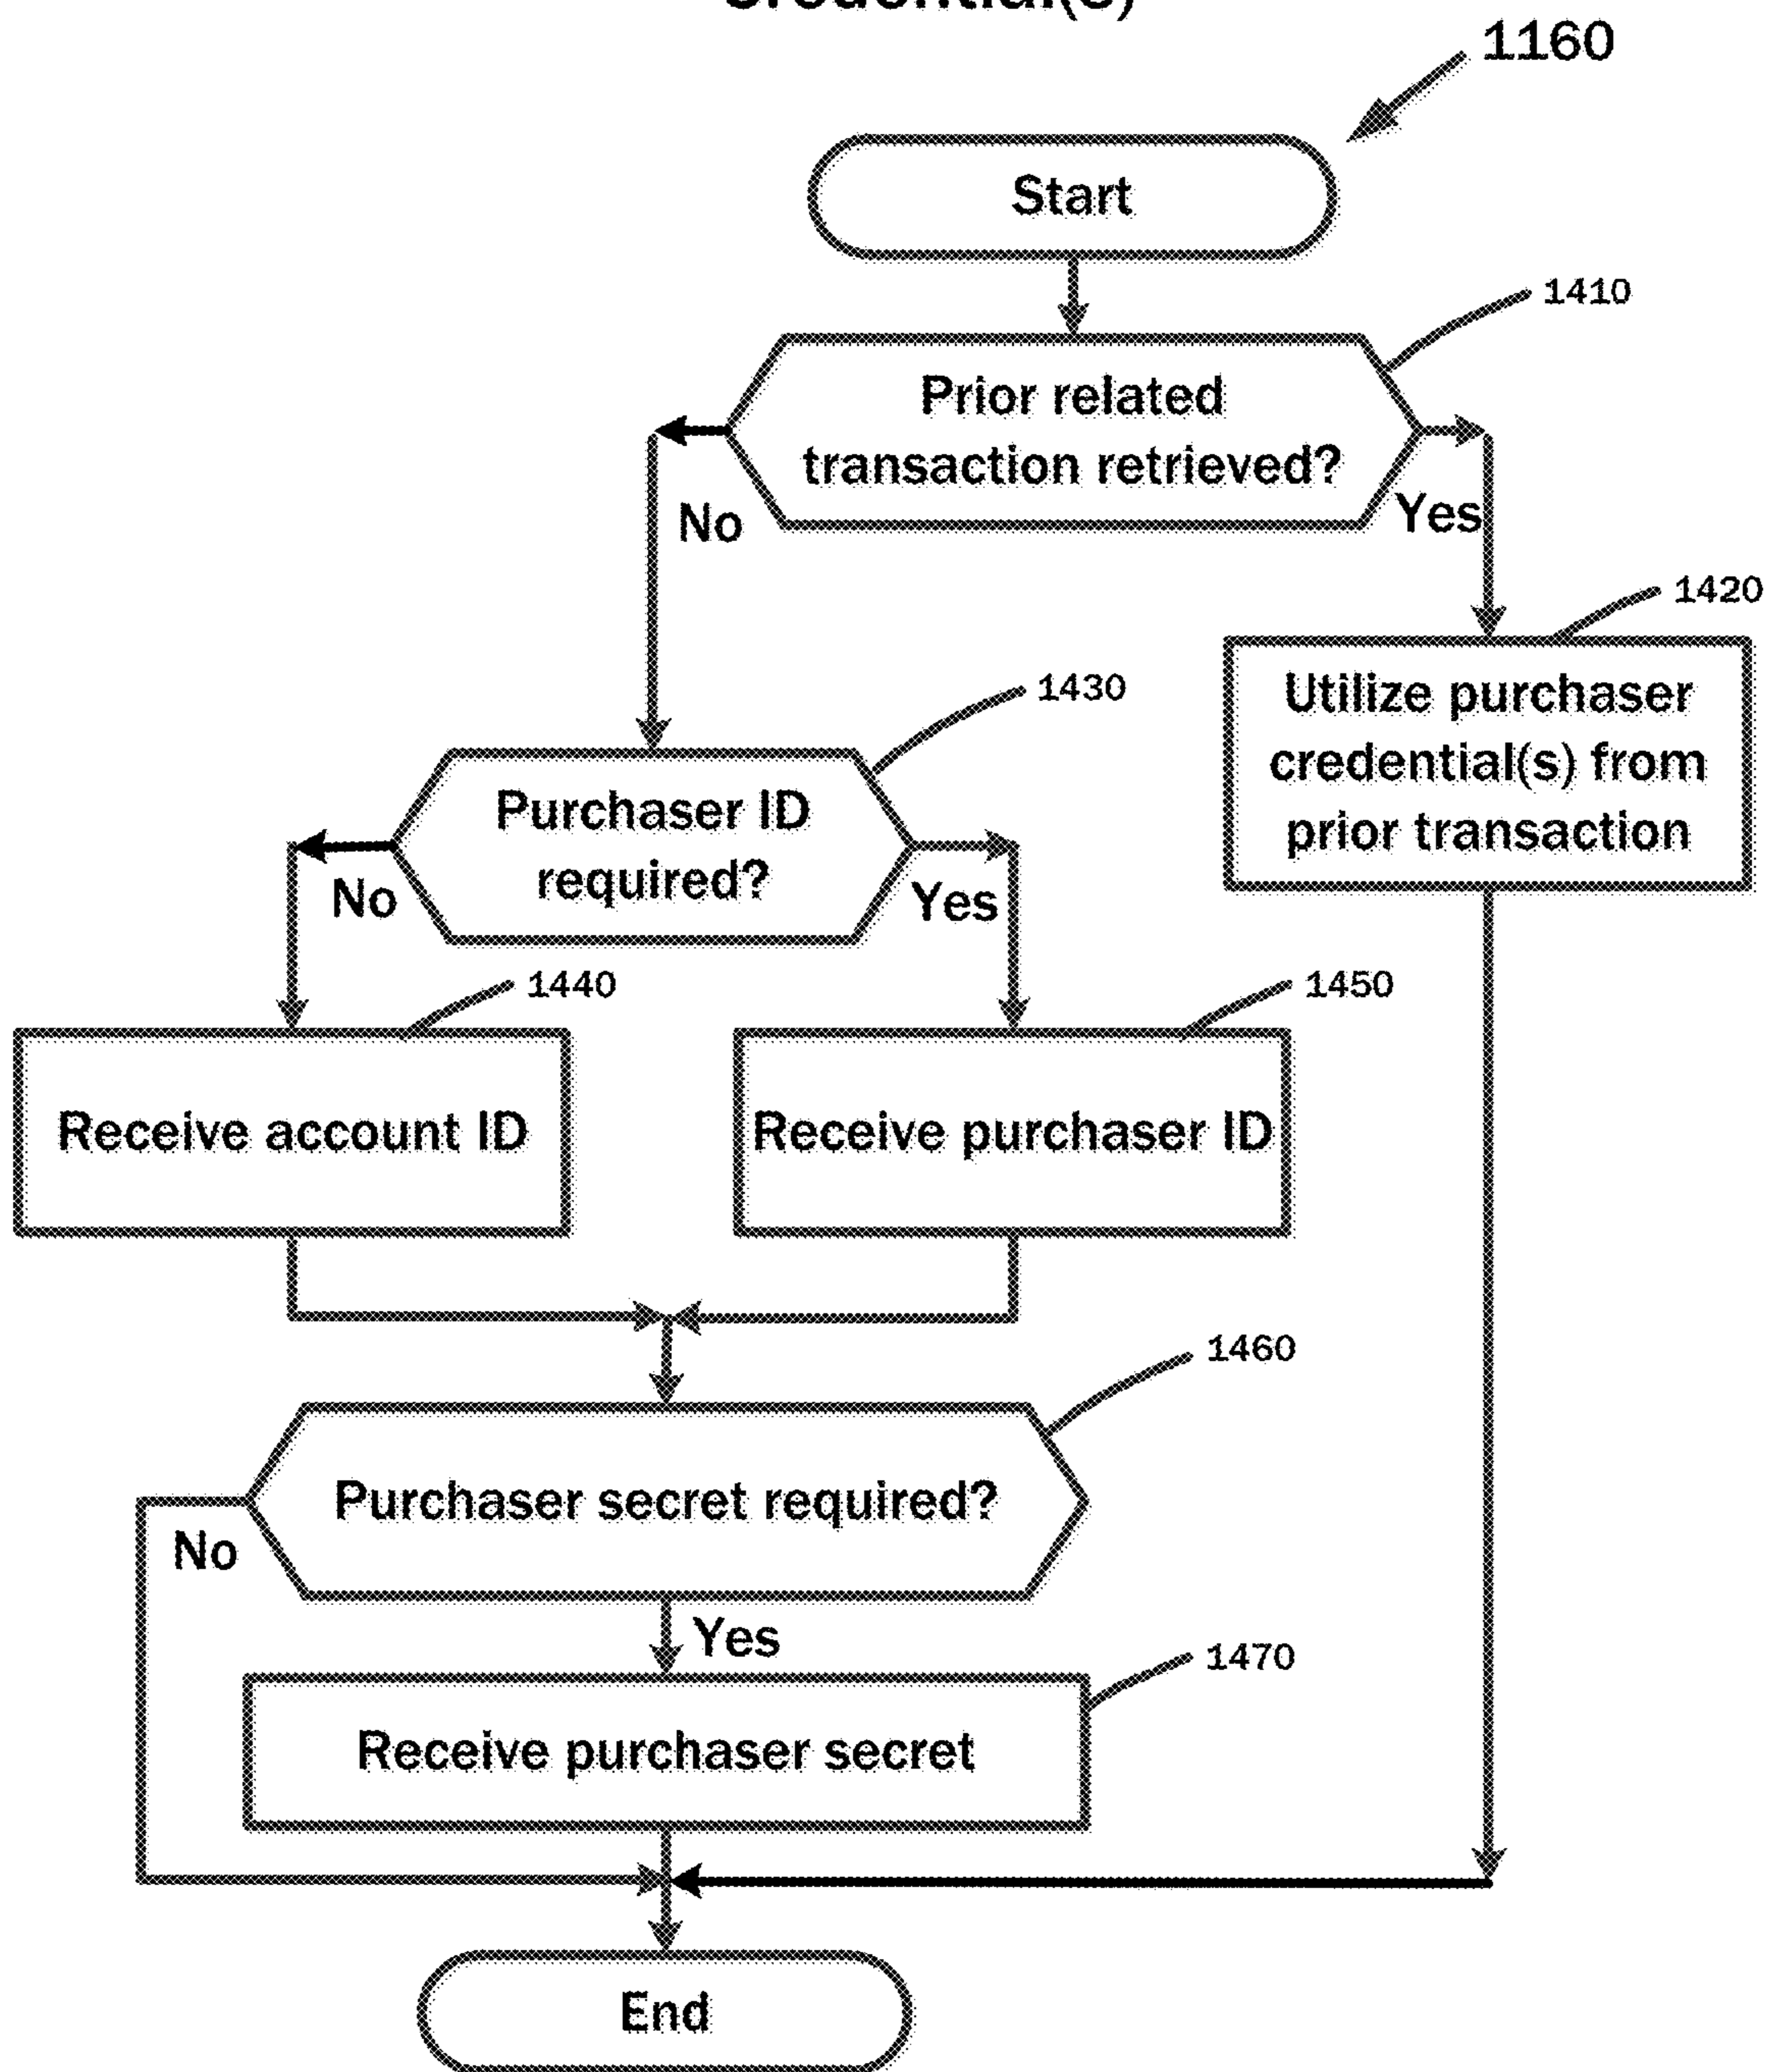 1160
Start
1410
Prior related
transaction retrieved?
No
Yes
1420
Utilize purchaser
credential(s) from
prior transaction
1430
Purchaser ID
required?
No
Yes
1440
1450
Receive account ID
Receive purchaser ID
1460
Purchaser secret required?
No
Yes
1470
Receive purchaser secret
End